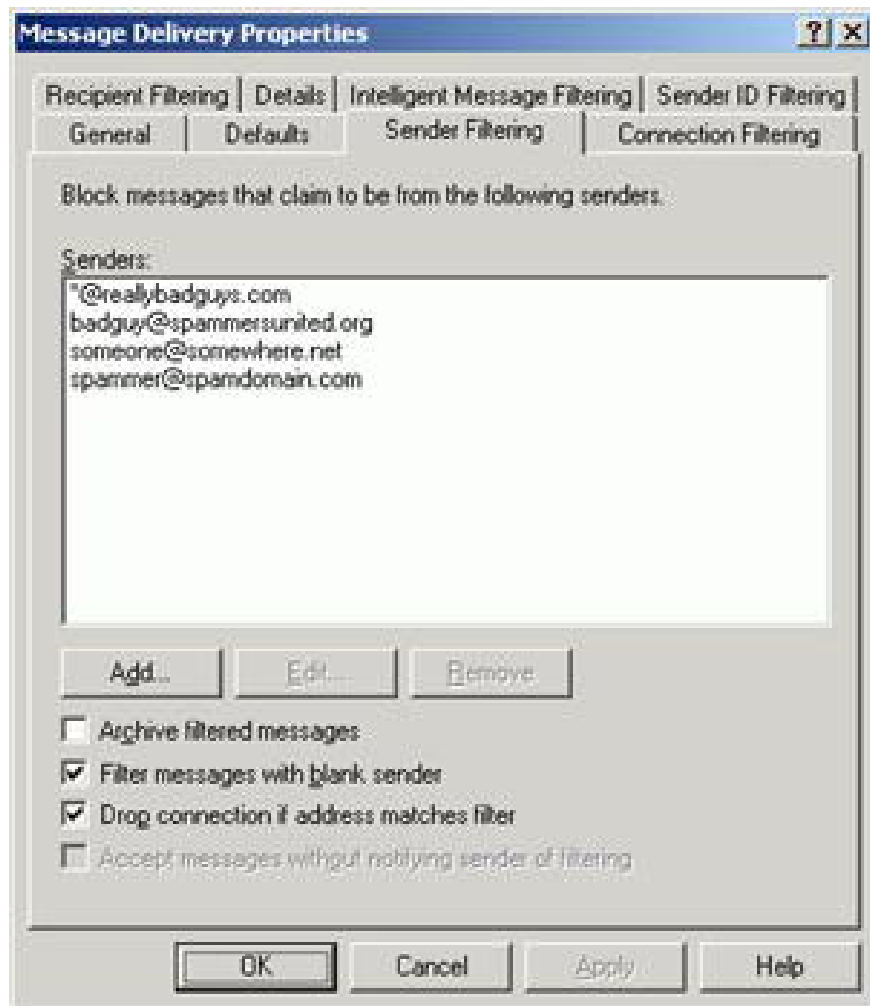 Message Delivery Properties
Recipient Filtering Details Intelligent Message Filtering Sender ID Filtering
General Defaults Sender Filtering Connection Filtering
Block messages that claim to be from the following senders.
Senders:
*@reallybadguys.com
badguy@spammersunited.org
someone@somewhere.net
spammer@spamdomain.com
Add... Edit... Remove
Archive filtered messages
Filter messages with blank sender
Drop connection if address matches filter
Accept messages without notifying sender of filtering
OK Cancel Apply Help